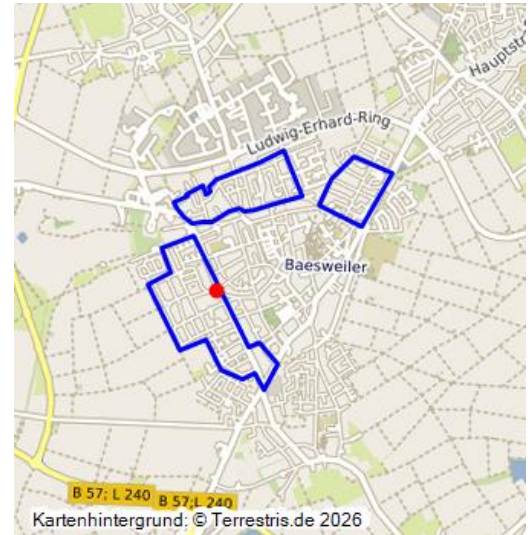 Hauptstr
Ludwig-Erhard-Ring
Baesweiler
B 57; L 240
B 57;L 240
Kartenhintergrund: © Terrestris.de 2026